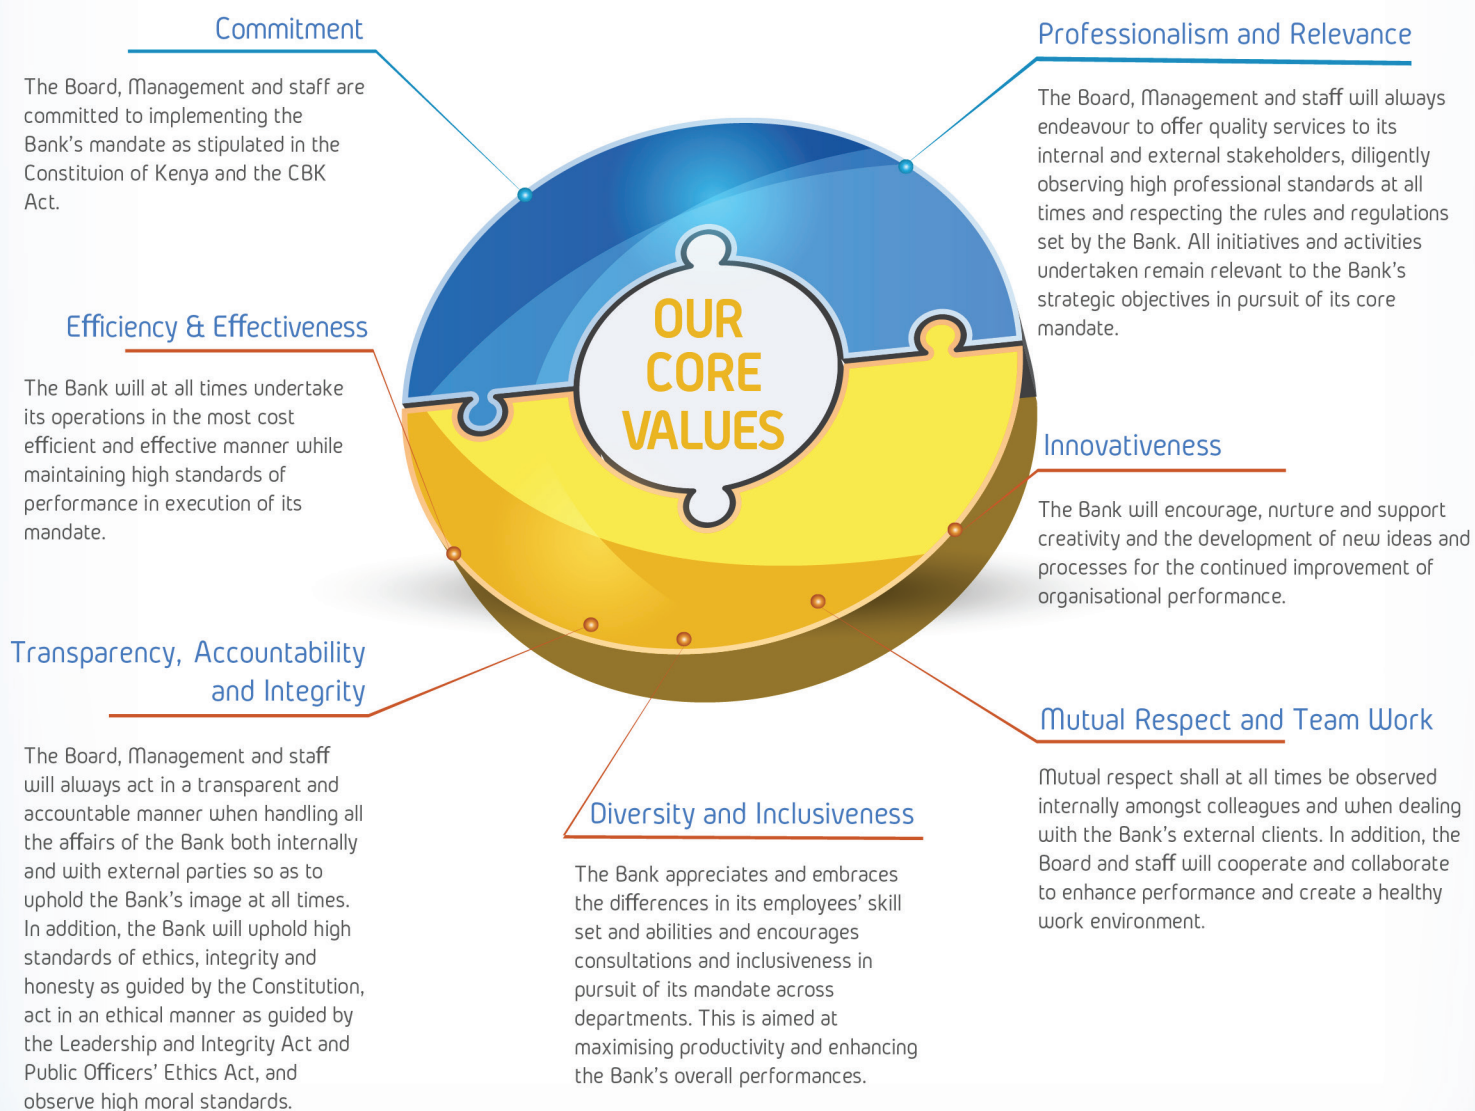 Commitment
The Board, Management and staff are
committed to implementing the
Bank's mandate as stipulated in the
Constituion of Kenya and the CBK
Act.
Efficiency & Effectiveness
The Bank will at all times undertake
its operations in the most cost
efficient and effective manner while
maintaining high standards of
performance in execution of its
mandate.
Transparency, Accountability
and Integrity
The Board, Management and staff
will always act in a transparent and
accountable manner when handling all
the affairs of the Bank both internally
and with external parties so as to
uphold the Bank's image at all times.
In addition, the Bank will uphold high
standards of ethics, integrity and
honesty as guided by the Constitution,
act in an ethical manner as guided by
the Leadership and Integrity Act and
Public Officers' Ethics Act, and
observe high moral standards.
OUR
CORE
VALUES
Diversity and Inclusiveness
The Bank appreciates and embraces
the differences in its employees' skill
set and abilities and encourages
consultations and inclusiveness in
pursuit of its mandate across
departments. This is aimed at
maximising productivity and enhancing
the Bank's overall performances.
Professionalism and Relevance
The Board, Management and staff will always
endeavour to offer quality services to its
internal and external stakeholders, diligently
observing high professional standards at all
times and respecting the rules and regulations
set by the Bank. All initiatives and activities
undertaken remain relevant to the Bank's
strategic objectives in pursuit of its core
mandate.
Innovativeness
The Bank will encourage, nurture and support
creativity and the development of new ideas and
processes for the continued improvement of
organisational performance.
Mutual Respect and Team Work
Mutual respect shall at all times be observed
internally amongst colleagues and when dealing
with the Bank's external clients. In addition, the
Board and staff will cooperate and collaborate
to enhance performance and create a healthy
work environment.